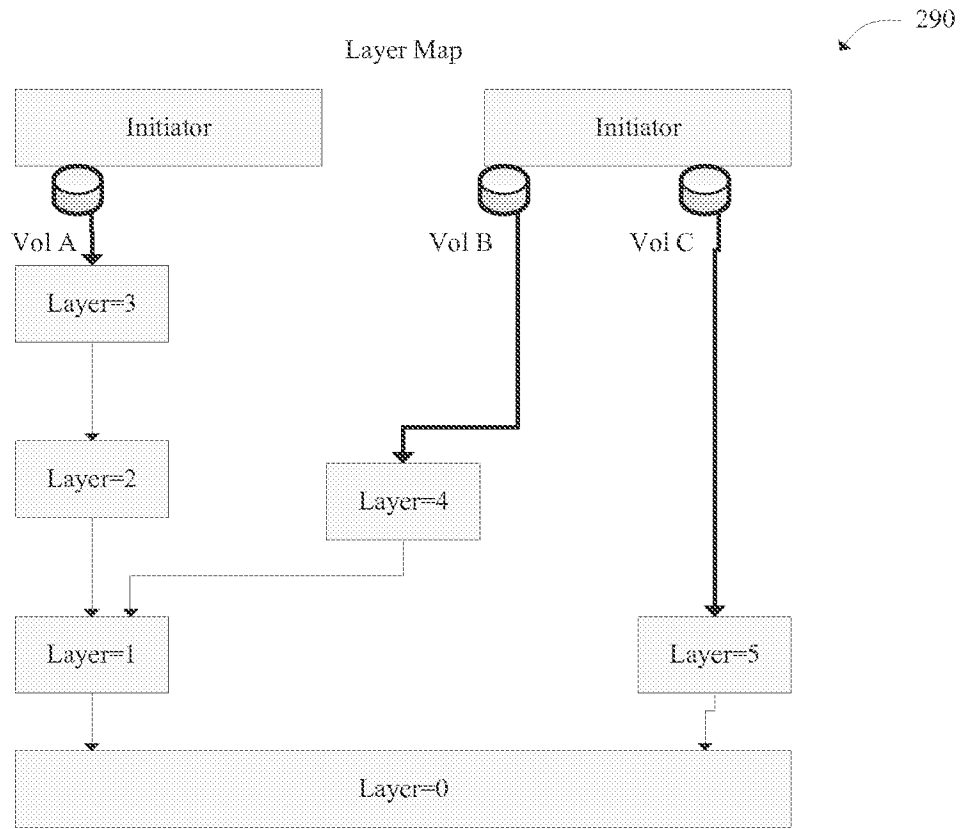 290
Layer Map
Initiator Initiator
Vol A Vol B Vol C
Layer=3
Layer=2
Layer=4
Layer=1 Layer=5
Layer=0